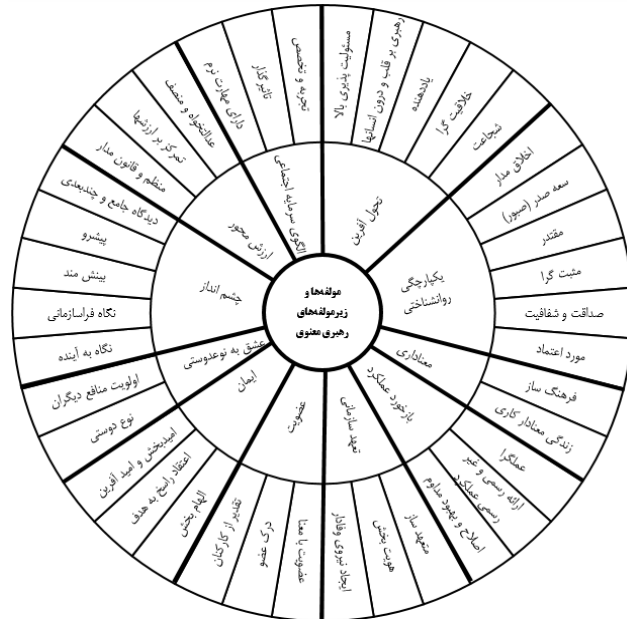 مولفه‌ها و
زیرمولفه‌های
رهبری معنوی
تحول آفرین
یکپارچگی
روانشناختی
معناداری
بازخورد عملکرد
تعهد سازمانی
عضویت
ایمان
عشق به نوعدوستی
چشم انداز
ارزش محور
الگوی سرمایه اجتماعی
مسئولیت پذیری بالا
رهبری بر قلب و درون انسانها
یاددهنده
خلاقیت گرا
شجاعت
اخلاق مدار
سعه صدر (صبور)
مقتدر
مثبت گرا
صداقت و شفافیت
مورد اعتماد
فرهنگ ساز
زندگی معنادار کاری
عملگرا
ارائه رسمی و غیر
رسمی عملکرد
اصلاح و بهبود مداوم
متعهد ساز
هویت بخش
ایجاد نیروی وفادار
عضویت با معنا
درک عضو
تقدیر از کارکنان
الهام بخش
اعتقاد راسخ به هدف
امیدبخش و امید آفرین
نوع دوستی
اولویت منافع دیگران
نگاه به آینده
نگاه فراسازمانی
بینش مند
پیشرو
دیدگاه جامع و چندبعدی
منظم و قانون مدار
تمرکز بر ارزشها
عدالتخواه و منصف
دارای مهارت نرم
تاثیر گذار
تجربه و تخصص